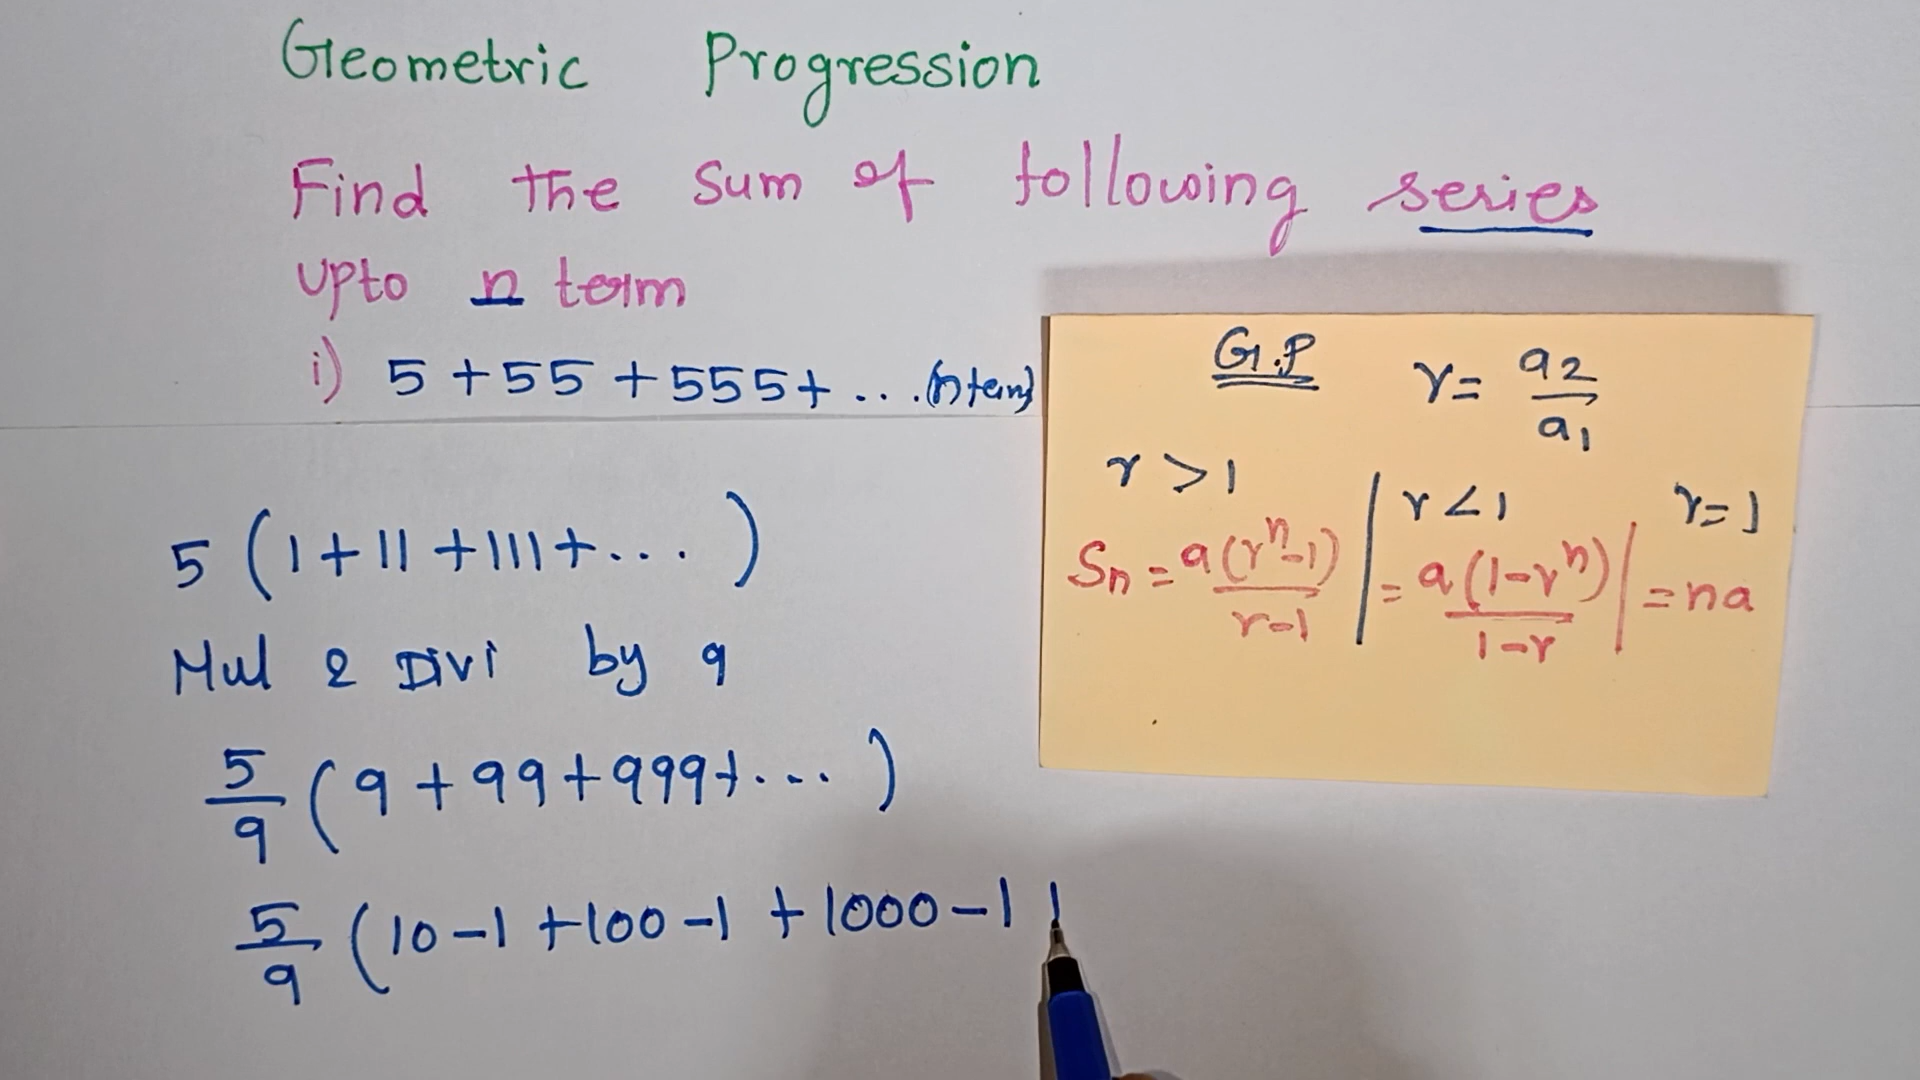 Geometric Progression
Find the sum of following series
upto n term
i) 5 + 55 + 555 + ... (n term)
5 ( 1 + 11 + 111 + ... )
Mul & Divi by 9
5/9 ( 9 + 99 + 999 + ... )
5/9 ( 10 - 1 + 100 - 1 + 1000 - 1
G.P r = a2/a1
r > 1 | r < 1 r = 1
Sn = a(r^n - 1)/r - 1 | = a(1 - r^n)/1 - r | = na